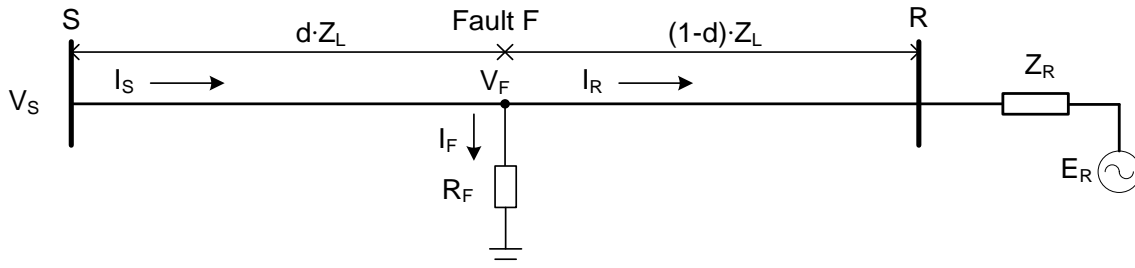 S
Fault F
R
d·Z_L
(1-d)·Z_L
I_S
V_F
I_R
Z_R
V_S
I_F
R_F
E_R